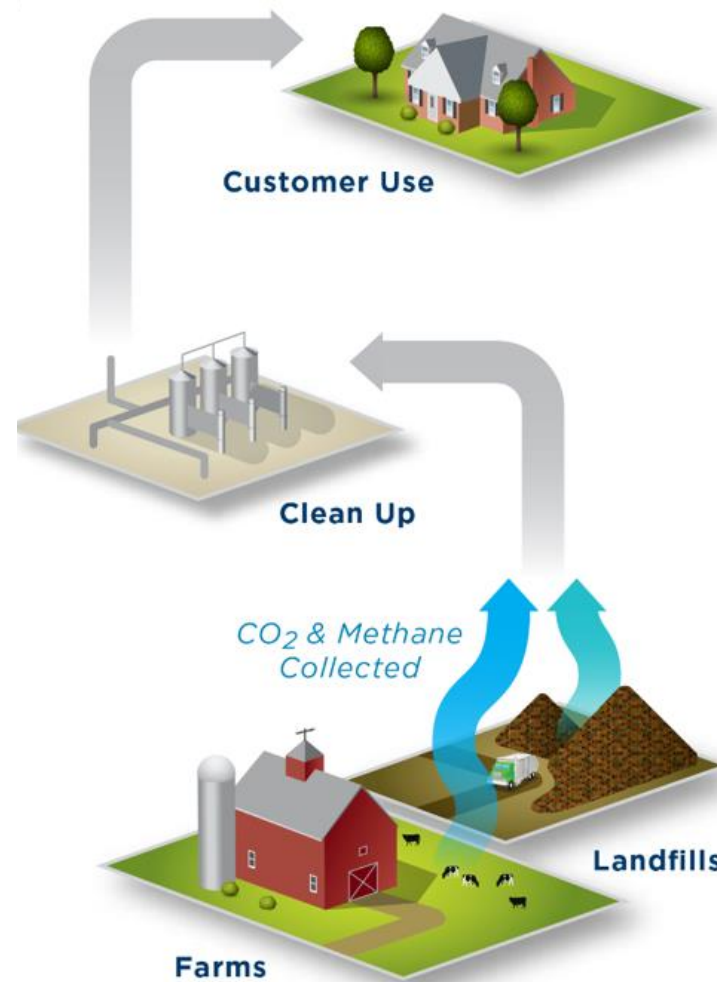 Customer Use
Clean Up
CO₂ & Methane
Collected
Landfills
Farms